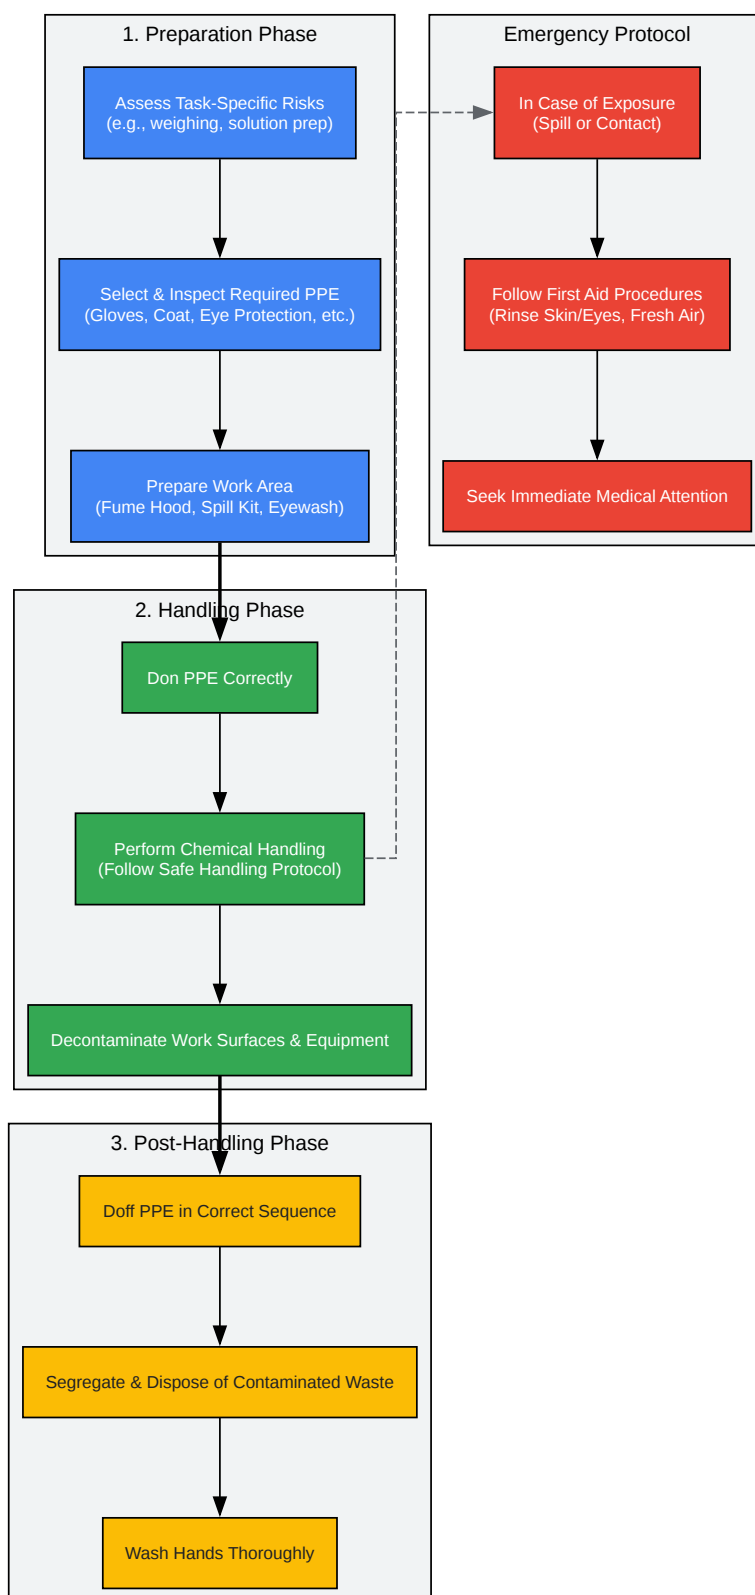 1. Preparation Phase
Assess Task-Specific Risks
(e.g., weighing, solution prep)
Select & Inspect Required PPE
(Gloves, Coat, Eye Protection, etc.)
Prepare Work Area
(Fume Hood, Spill Kit, Eyewash)
Emergency Protocol
In Case of Exposure
(Spill or Contact)
Follow First Aid Procedures
(Rinse Skin/Eyes, Fresh Air)
Seek Immediate Medical Attention
2. Handling Phase
Don PPE Correctly
Perform Chemical Handling
(Follow Safe Handling Protocol)
Decontaminate Work Surfaces & Equipment
3. Post-Handling Phase
Doff PPE in Correct Sequence
Segregate & Dispose of Contaminated Waste
Wash Hands Thoroughly